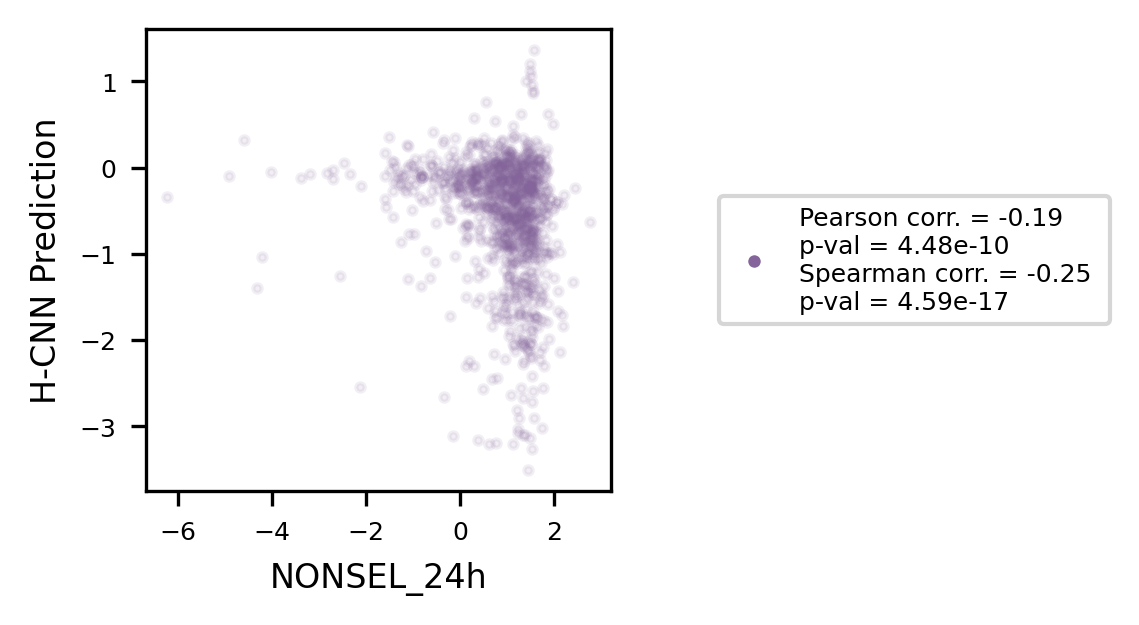 H-CNN Prediction
1
0
−1
−2
−3
−6 −4 −2 0 2
NONSEL_24h
Pearson corr. = -0.19
p-val = 4.48e-10
Spearman corr. = -0.25
p-val = 4.59e-17